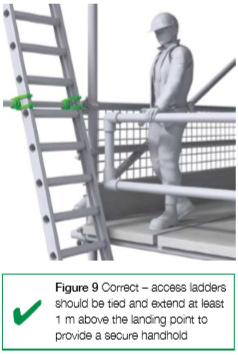 Figure 9 Correct – access ladders
should be tied and extend at least
1 m above the landing point to
provide a secure handhold